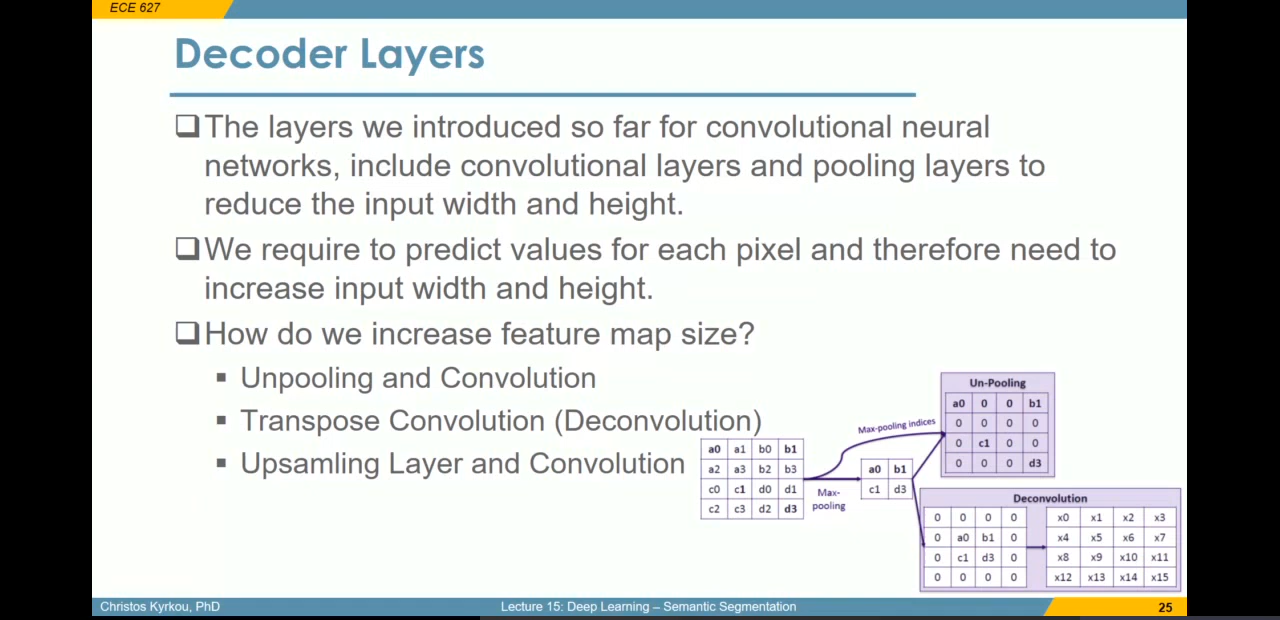 ECE 627
Decoder Layers
❑The layers we introduced so far for convolutional neural
networks, include convolutional layers and pooling layers to
reduce the input width and height.
❑We require to predict values for each pixel and therefore need to
increase input width and height.
❑How do we increase feature map size?
▪ Unpooling and Convolution
▪ Transpose Convolution (Deconvolution)
▪ Upsamling Layer and Convolution
a0 a1 b0 b1
a2 a3 b2 b3
c0 c1 d0 d1
c2 c3 d2 d3
Max-
pooling
Max-pooling indices
a0 b1
c1 d3
Un-Pooling
a0 0 0 b1
0 0 0 0
0 c1 0 0
0 0 0 d3
Deconvolution
0 0 0 0
0 a0 b1 0
0 c1 d3 0
0 0 0 0
x0 x1 x2 x3
x4 x5 x6 x7
x8 x9 x10 x11
x12 x13 x14 x15
Christos Kyrkou, PhD
Lecture 15: Deep Learning – Semantic Segmentation
25